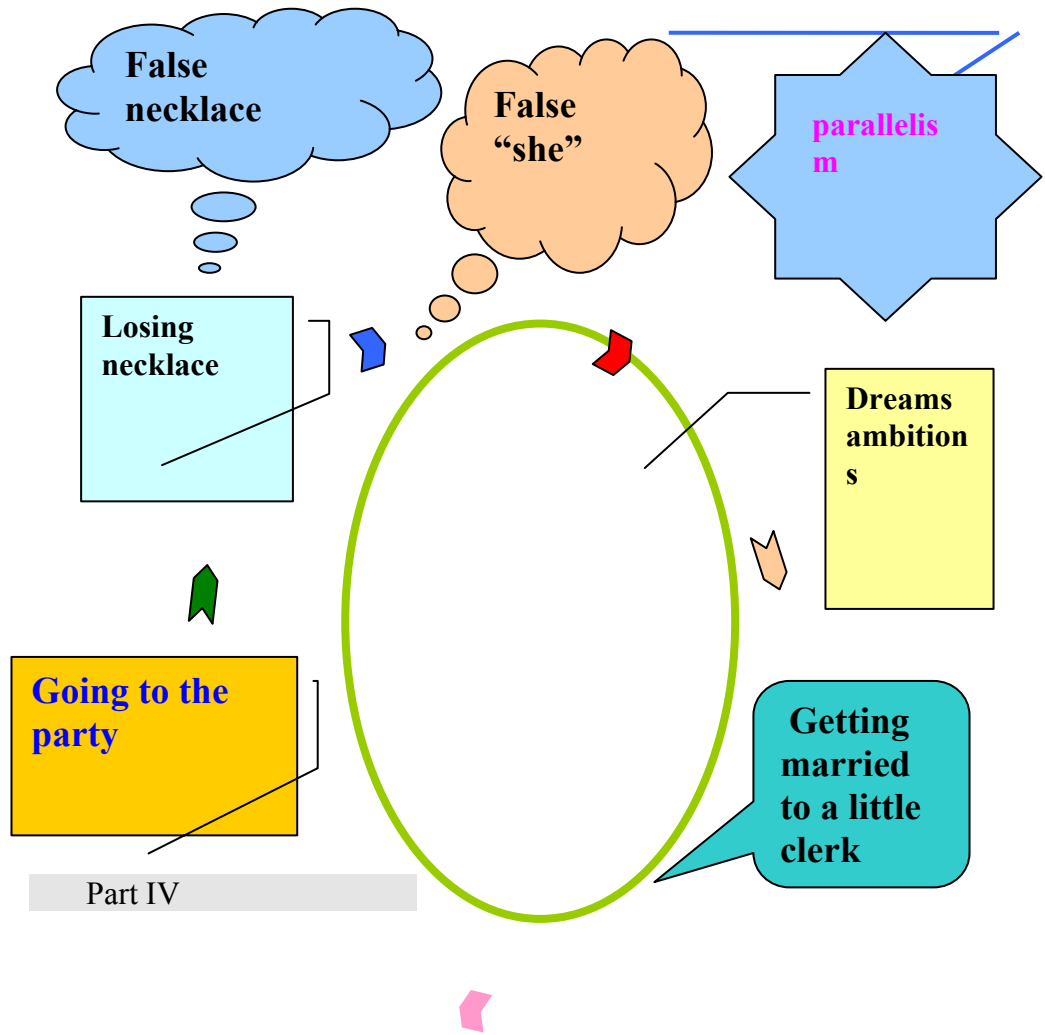 False
necklace
False
“she”
parallelis
m
Losing
necklace
Dreams
ambition
s
Going to the
party
Getting
married
to a little
clerk
Part IV